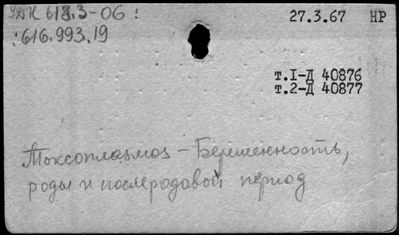 УДК 618.3-06:
:616.993.19
27.3.67 НР
т.1-Д 40876
т.2-Д 40877
Токсоплазмоз - Беременность,
роды и послеродовой период